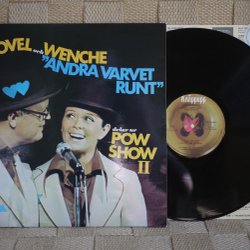 OVEL och WENCHE
"ANDRA VARVET
RUNT"
delar ur
POW
SHOW
II